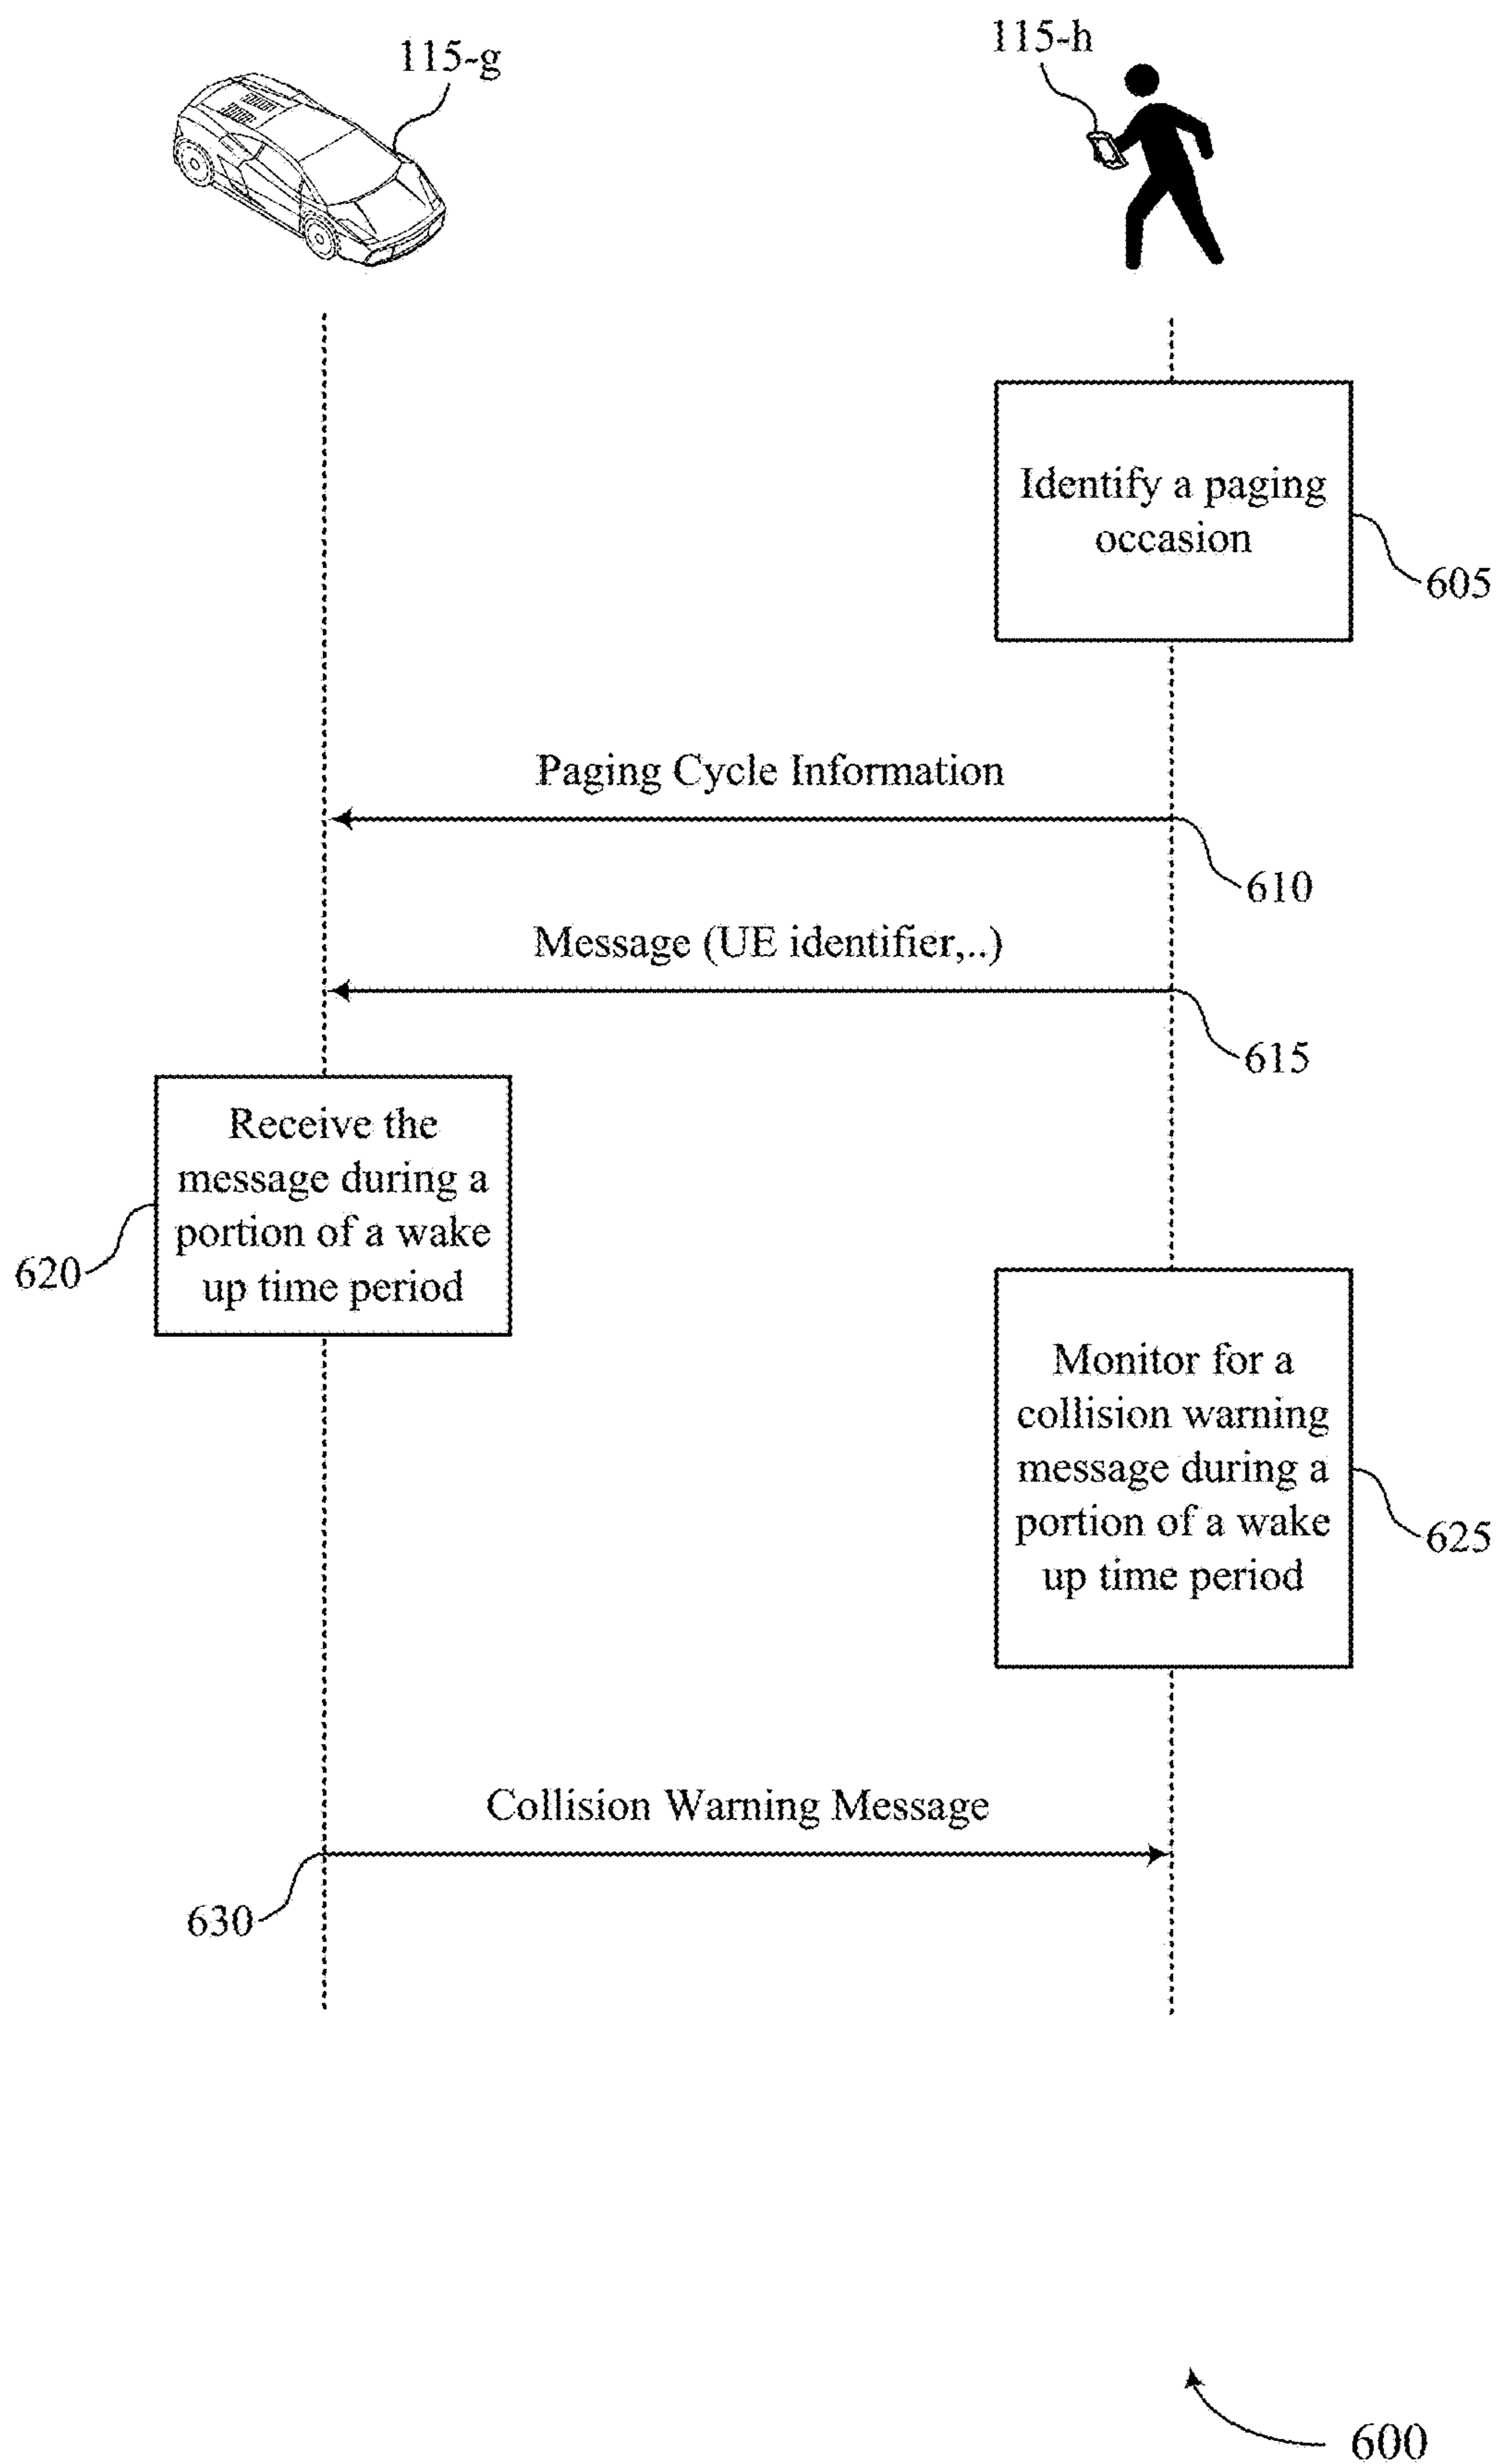 115-g
115-h
Identify a paging
occasion
605
Paging Cycle Information
610
Message (UE identifier,..)
615
Receive the
message during a
portion of a wake
up time period
620
Monitor for a
collision warning
message during a
portion of a wake
up time period
625
Collision Warning Message
630
600